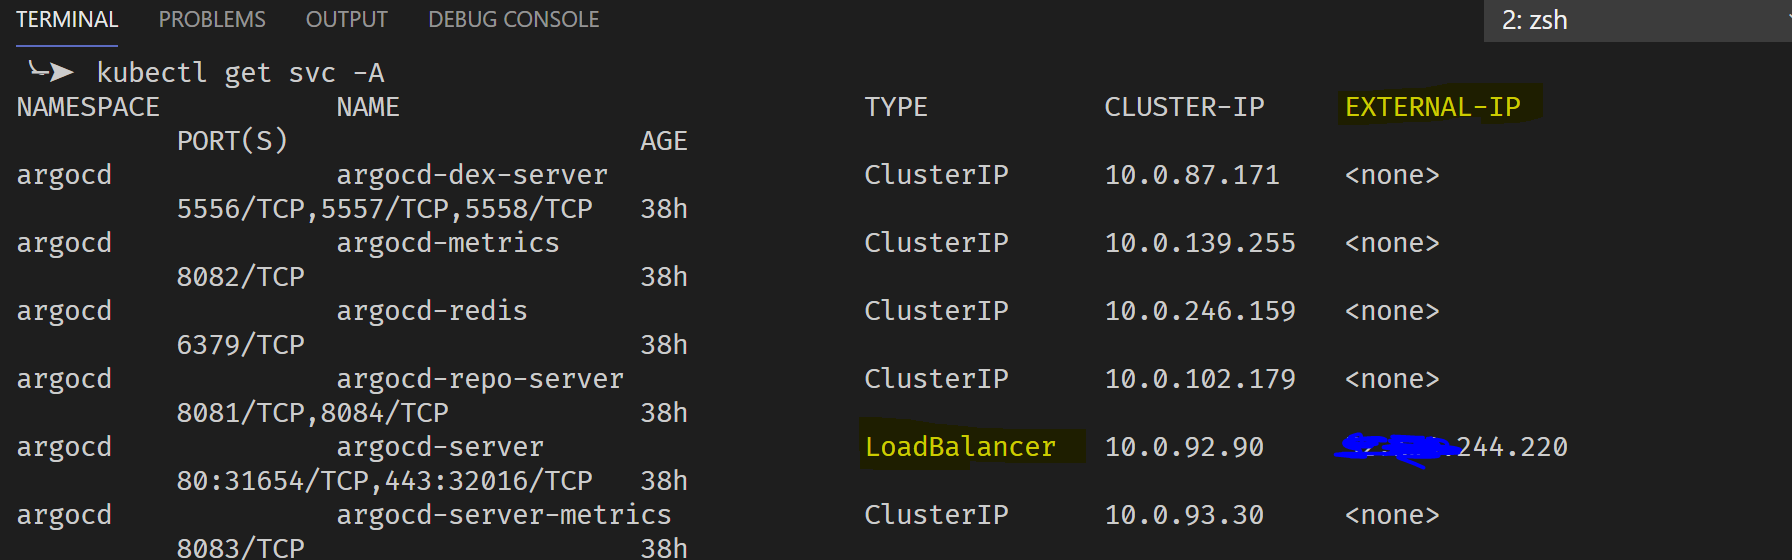 TERMINAL PROBLEMS OUTPUT DEBUG CONSOLE 2: zsh
kubectl get svc -A
NAMESPACE NAME TYPE CLUSTER-IP EXTERNAL-IP
PORT(S) AGE
argocd argocd-dex-server ClusterIP 10.0.87.171 <none>
5556/TCP,5557/TCP,5558/TCP 38h
argocd argocd-metrics ClusterIP 10.0.139.255 <none>
8082/TCP 38h
argocd argocd-redis ClusterIP 10.0.246.159 <none>
6379/TCP 38h
argocd argocd-repo-server ClusterIP 10.0.102.179 <none>
8081/TCP,8084/TCP 38h
argocd argocd-server LoadBalancer 10.0.92.90 244.220
80:31654/TCP,443:32016/TCP 38h
argocd argocd-server-metrics ClusterIP 10.0.93.30 <none>
8083/TCP 38h